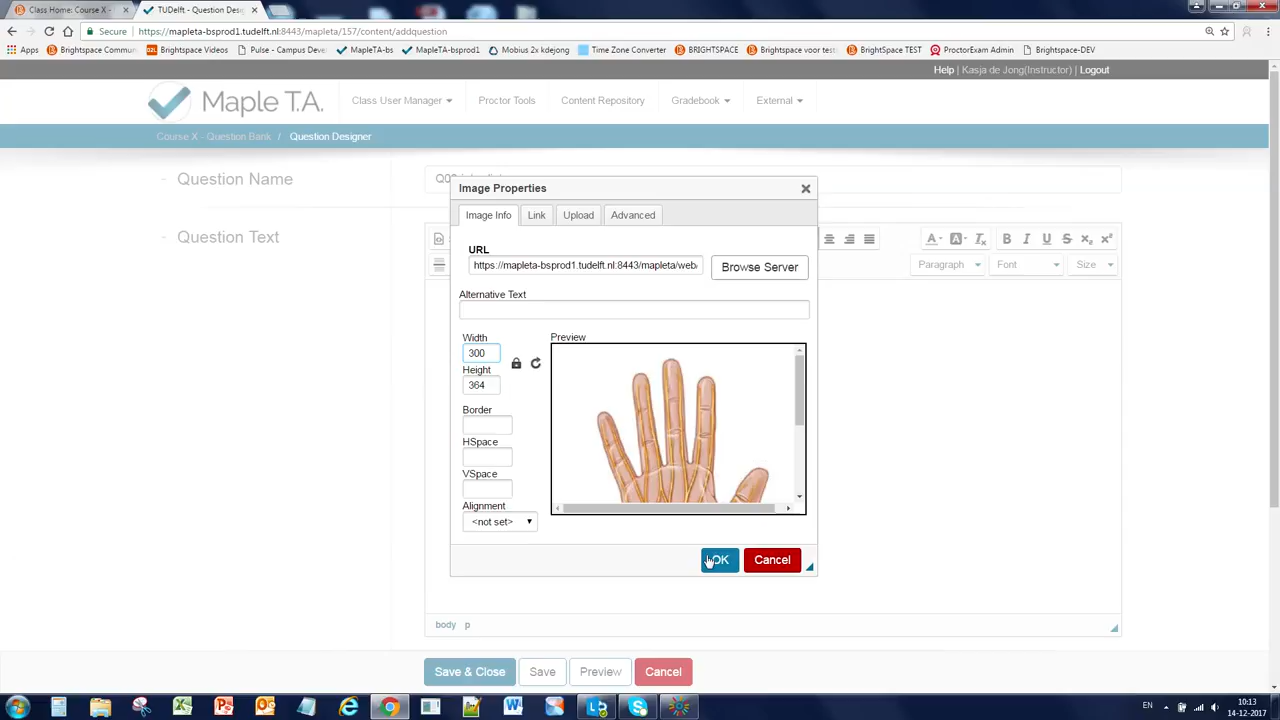 Class Home: Course X -
TUDelft - Question Desig
Secure
https://mapleta-bsprod1.tudelft.nl:8443/mapleta/157/content/addquestion
Apps
Brightspace Commun
Brightspace Videos
Pulse - Campus Devel
MapleTA-bs
MapleTA-bsprod1
Mobius 2x kdejong
Time Zone Converter
BRIGHTSPACE
Brightspace voor teste
BrightSpace TEST
ProctorExam Admin
Brightspace-DEV
Help | Kasja de Jong(Instructor) | Logout
Maple T.A.
Class User Manager
Proctor Tools
Content Repository
Gradebook
External
Course X - Question Bank / Question Designer
Question Name
Question Text
Image Properties
Image Info
Link
Upload
Advanced
URL
https://mapleta-bsprod1.tudelft.nl:8443/mapleta/web/
Browse Server
Alternative Text
Width
300
Height
364
Border
HSpace
VSpace
Alignment
<not set>
Preview
OK
Cancel
Paragraph
Font
Size
body p
Save & Close
Save
Preview
Cancel
EN
10:13
14-12-2017